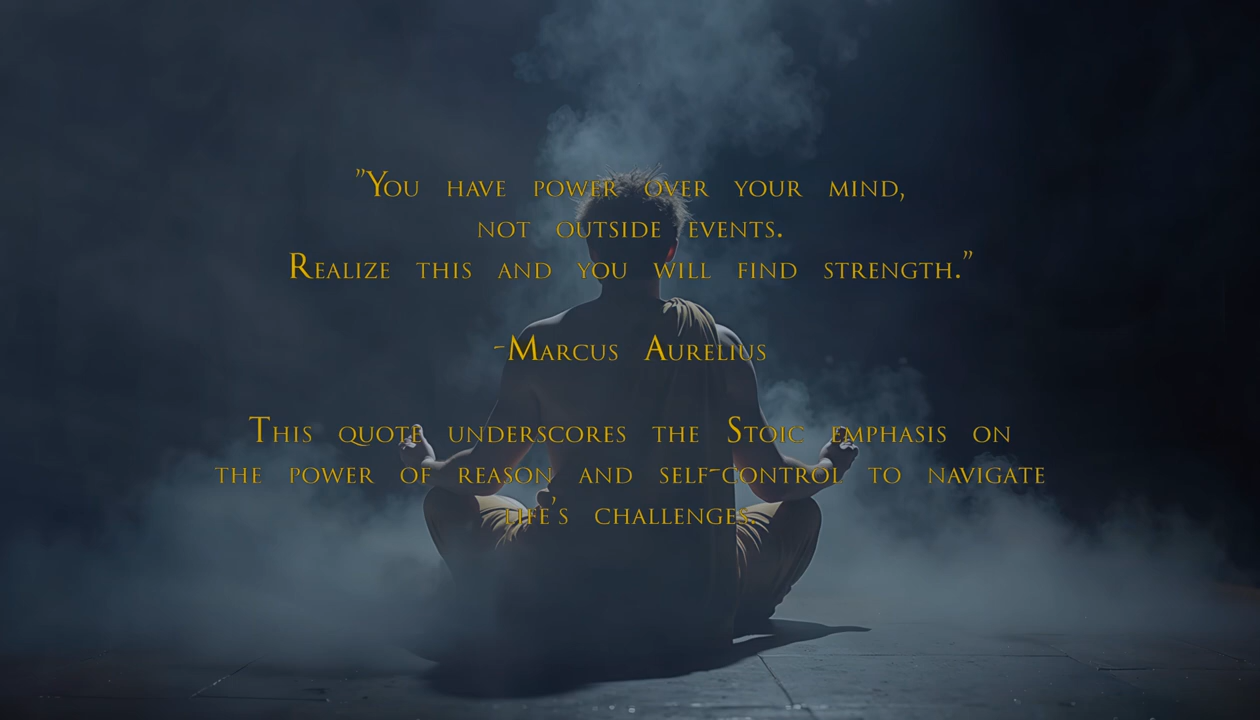 "You have power over your mind,
not outside events.
Realize this and you will find strength."
-Marcus Aurelius
This quote underscores the Stoic emphasis on
the power of reason and self-control to navigate
life's challenges.